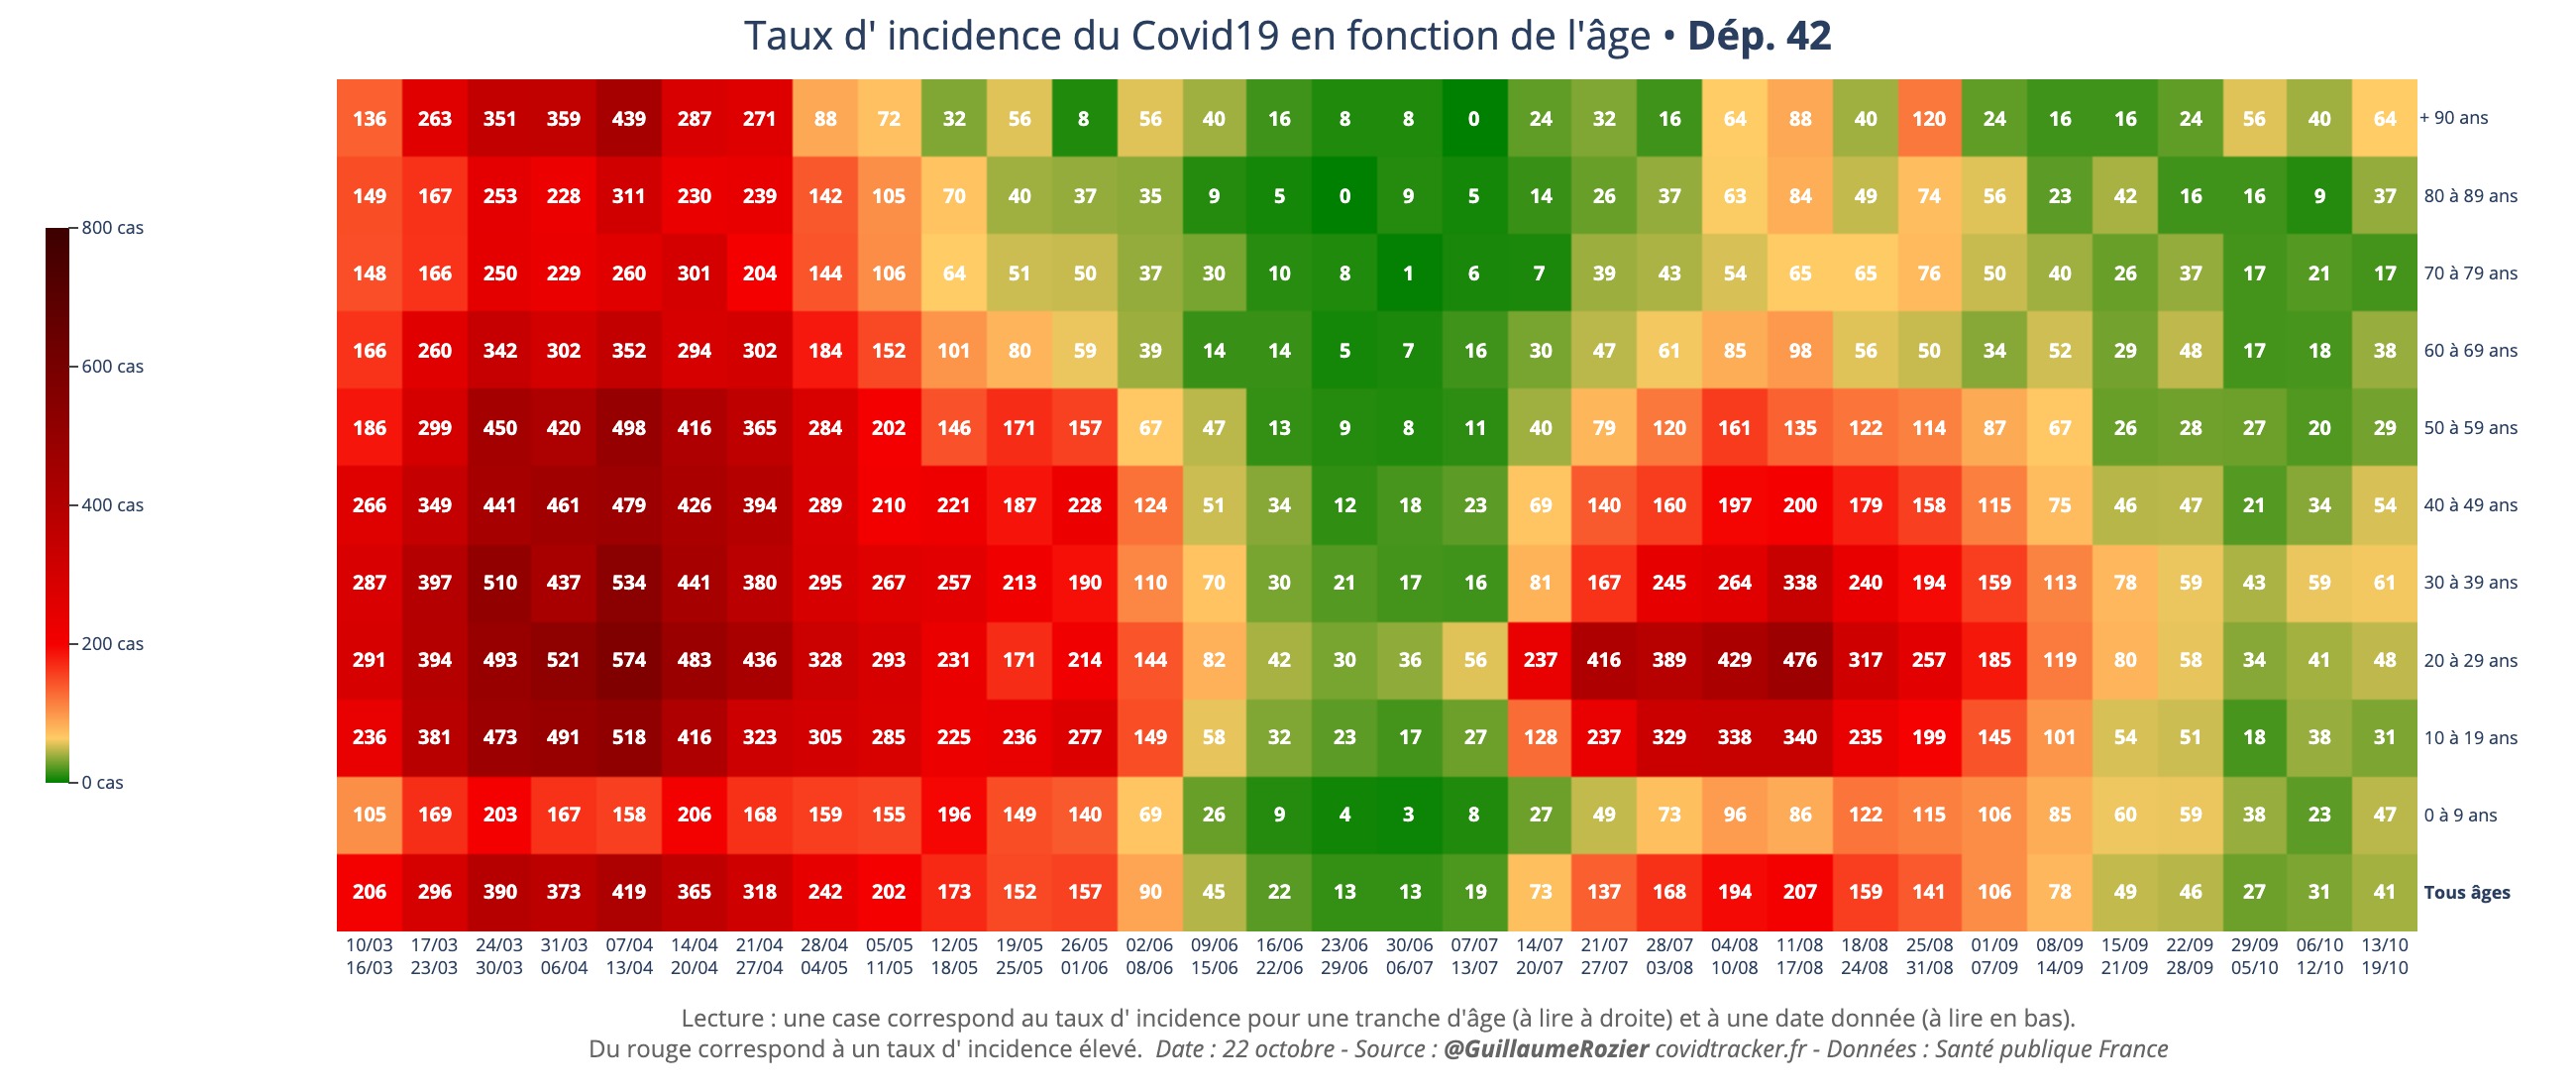 Taux d' incidence du Covid19 en fonction de l'âge • Dép. 42
800 cas
600 cas
400 cas
200 cas
0 cas
136 263 351 359 439 287 271 88 72 32 56 8 56 40 16 8 8 0 24 32 16 64 88 40 120 24 16 16 24 56 40 64 + 90 ans
149 167 253 228 311 230 239 142 105 70 40 37 35 9 5 0 9 5 14 26 37 63 84 49 74 56 23 42 16 16 9 37 80 à 89 ans
148 166 250 229 260 301 204 144 106 64 51 50 37 30 10 8 1 6 7 39 43 54 65 65 76 50 40 26 37 17 21 17 70 à 79 ans
166 260 342 302 352 294 302 184 152 101 80 59 39 14 14 5 7 16 30 47 61 85 98 56 50 34 52 29 48 17 18 38 60 à 69 ans
186 299 450 420 498 416 365 284 202 146 171 157 67 47 13 9 8 11 40 79 120 161 135 122 114 87 67 26 28 27 20 29 50 à 59 ans
266 349 441 461 479 426 394 289 210 221 187 228 124 51 34 12 18 23 69 140 160 197 200 179 158 115 75 46 47 21 34 54 40 à 49 ans
287 397 510 437 534 441 380 295 267 257 213 190 110 70 30 21 17 16 81 167 245 264 338 240 194 159 113 78 59 43 59 61 30 à 39 ans
291 394 493 521 574 483 436 328 293 231 171 214 144 82 42 30 36 56 237 416 389 429 476 317 257 185 119 80 58 34 41 48 20 à 29 ans
236 381 473 491 518 416 323 305 285 225 236 277 149 58 32 23 17 27 128 237 329 338 340 235 199 145 101 54 51 18 38 31 10 à 19 ans
105 169 203 167 158 206 168 159 155 196 149 140 69 26 9 4 3 8 27 49 73 96 86 122 115 106 85 60 59 38 23 47 0 à 9 ans
206 296 390 373 419 365 318 242 202 173 152 157 90 45 22 13 13 19 73 137 168 194 207 159 141 106 78 49 46 27 31 41 Tous âges
10/03 17/03 24/03 31/03 07/04 14/04 21/04 28/04 05/05 12/05 19/05 26/05 02/06 09/06 16/06 23/06 30/06 07/07 14/07 21/07 28/07 04/08 11/08 18/08 25/08 01/09 08/09 15/09 22/09 29/09 06/10 13/10
16/03 23/03 30/03 06/04 13/04 20/04 27/04 04/05 11/05 18/05 25/05 01/06 08/06 15/06 22/06 29/06 06/07 13/07 20/07 27/07 03/08 10/08 17/08 24/08 31/08 07/09 14/09 21/09 28/09 05/10 12/10 19/10
Lecture : une case correspond au taux d' incidence pour une tranche d'âge (à lire à droite) et à une date donnée (à lire en bas).
Du rouge correspond à un taux d' incidence élevé. Date : 22 octobre - Source : @GuillaumeRozier covidtracker.fr - Données : Santé publique France